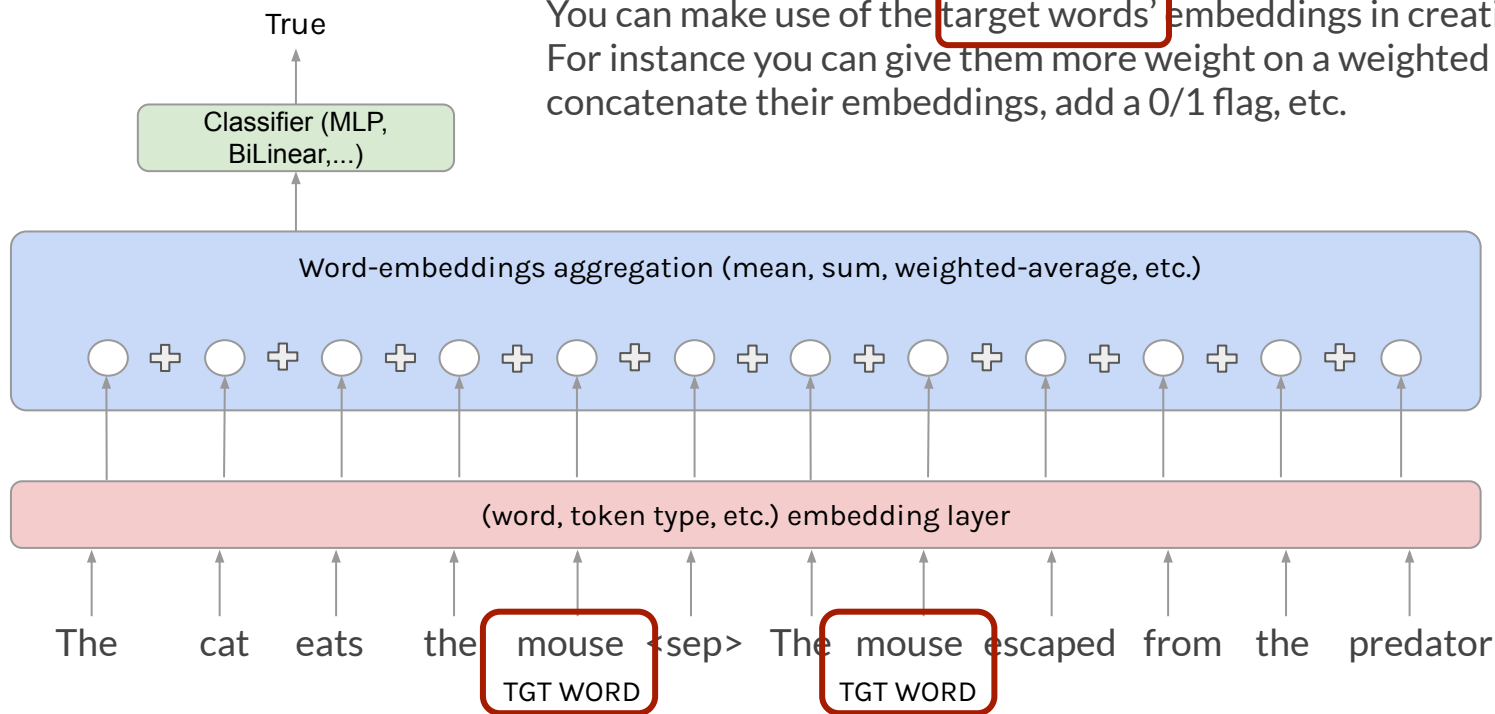 You can make use of the target words' embeddings in creati
For instance you can give them more weight on a weighted
concatenate their embeddings, add a 0/1 flag, etc.
True
Classifier (MLP,
BiLinear,...)
Word-embeddings aggregation (mean, sum, weighted-average, etc.)
(word, token type, etc.) embedding layer
The cat eats the mouse <sep> The mouse escaped from the predator
TGT WORD TGT WORD